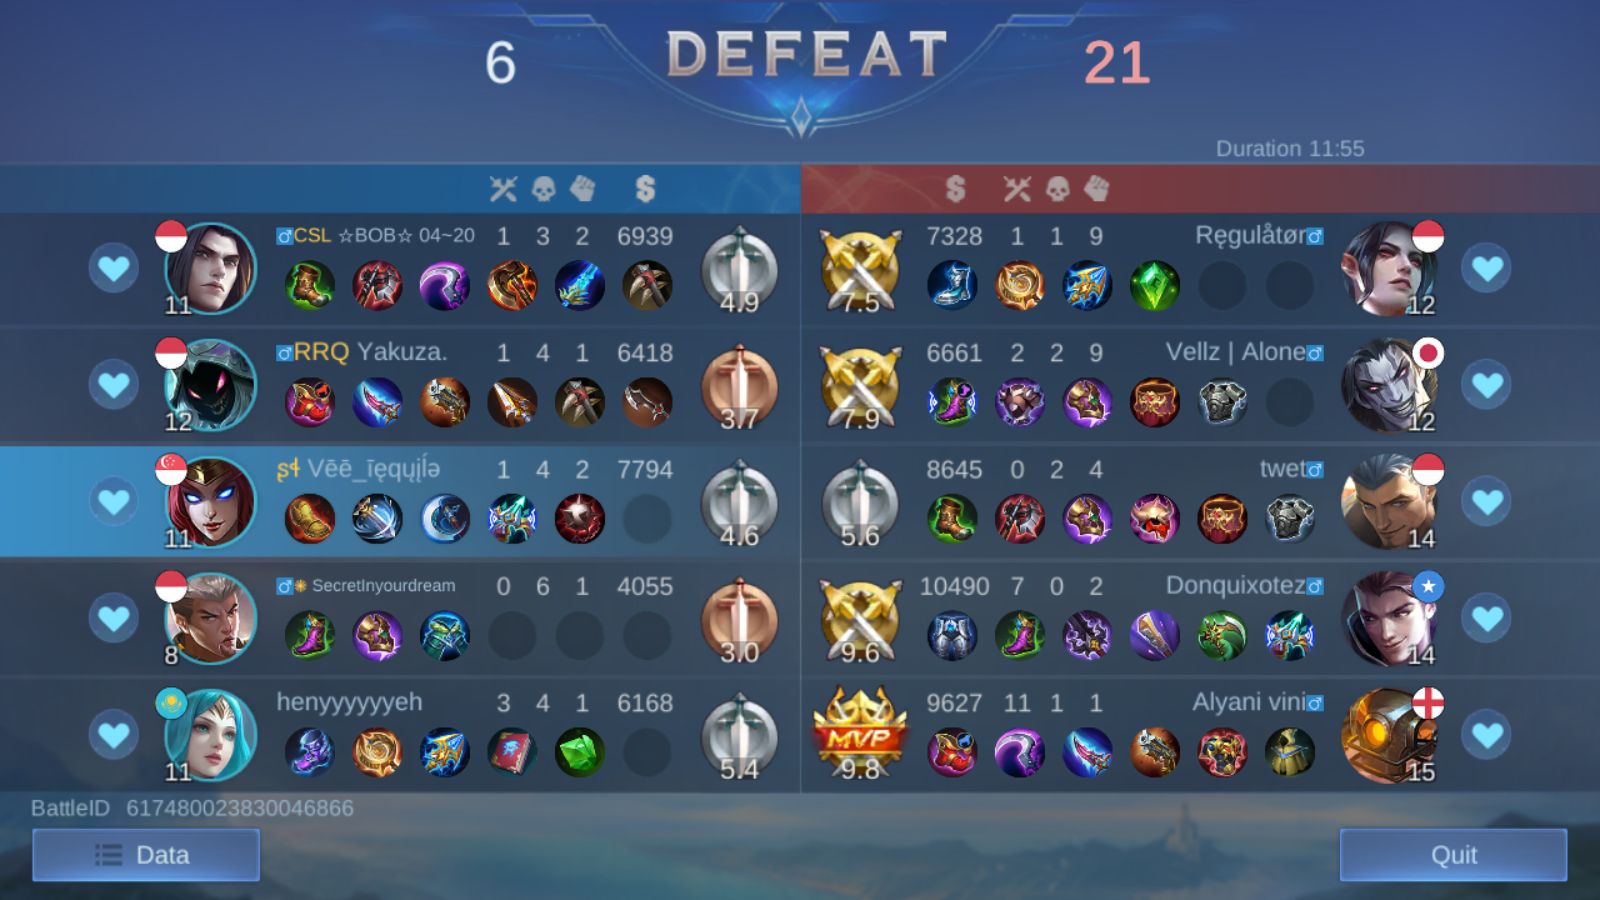 6 DEFEAT 21
Duration 11:55
CSL ☆BOB☆ 04~20 1 3 2 6939
11 4.9
7.5 7328 1 1 9 Ręgulåtør
12
RRQ Yakuza. 1 4 1 6418
12 3.7
7.9 6661 2 2 9 Vellz | Alone
12
Vēē_īęqųįĺə 1 4 2 7794
11 4.6
5.6 8645 0 2 4 twet
14
SecretInyourdream 0 6 1 4055
8 3.0
9.6 10490 7 0 2 Donquixotez
14
henyyyyyyeh 3 4 1 6168
11 5.4
MVP 9.8 9627 11 1 1 Alyani vini
15
BattleID 617480023830046866
Data
Quit